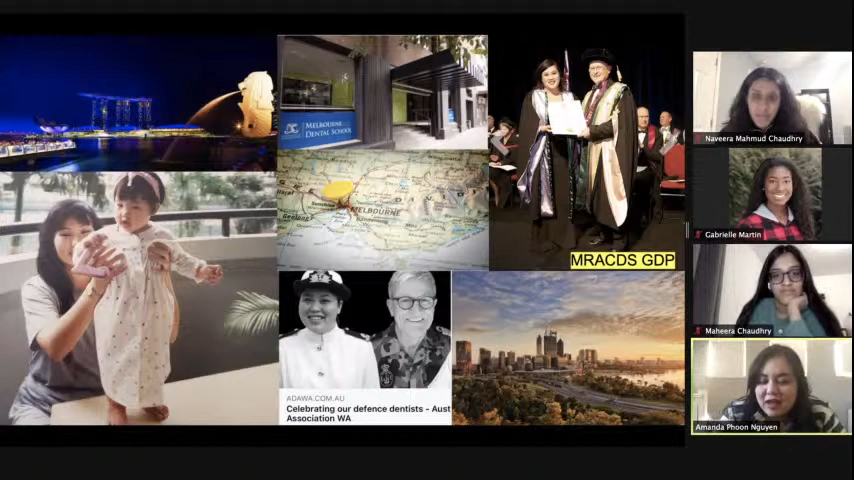 MELBOURNE
DENTAL SCHOOL
MELBOURNE
Geelong
MRACDS GDP
ADAWA.COM.AU
Celebrating our defence dentists - Aust
Association WA
Naveera Mahmud Chaudhry
Gabrielle Martin
Maheera Chaudhry
Amanda Phoon Nguyen